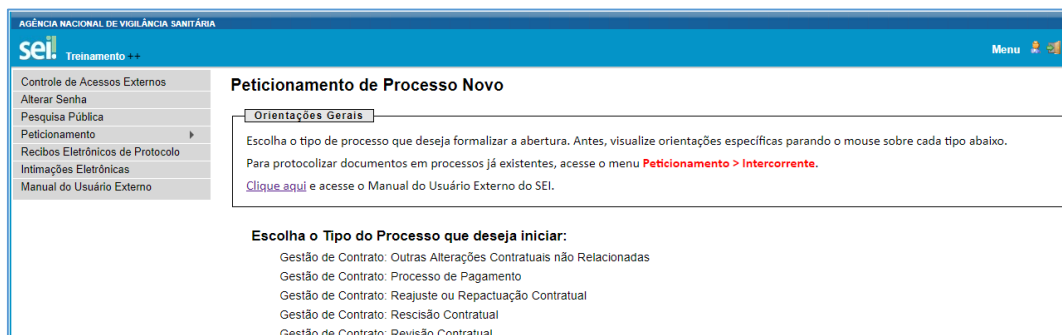 AGÊNCIA NACIONAL DE VIGILÂNCIA SANITÁRIA
sei! Treinamento ++
Menu
Controle de Acessos Externos
Alterar Senha
Pesquisa Pública
Peticionamento
Recibos Eletrônicos de Protocolo
Intimações Eletrônicas
Manual do Usuário Externo
Peticionamento de Processo Novo
Orientações Gerais
Escolha o tipo de processo que deseja formalizar a abertura. Antes, visualize orientações específicas parando o mouse sobre cada tipo abaixo.
Para protocolizar documentos em processos já existentes, acesse o menu Peticionamento > Intercorrente.
Clique aqui e acesse o Manual do Usuário Externo do SEI.
Escolha o Tipo do Processo que deseja iniciar:
Gestão de Contrato: Outras Alterações Contratuais não Relacionadas
Gestão de Contrato: Processo de Pagamento
Gestão de Contrato: Reajuste ou Repactuação Contratual
Gestão de Contrato: Rescisão Contratual
Gestão de Contrato: Revisão Contratual